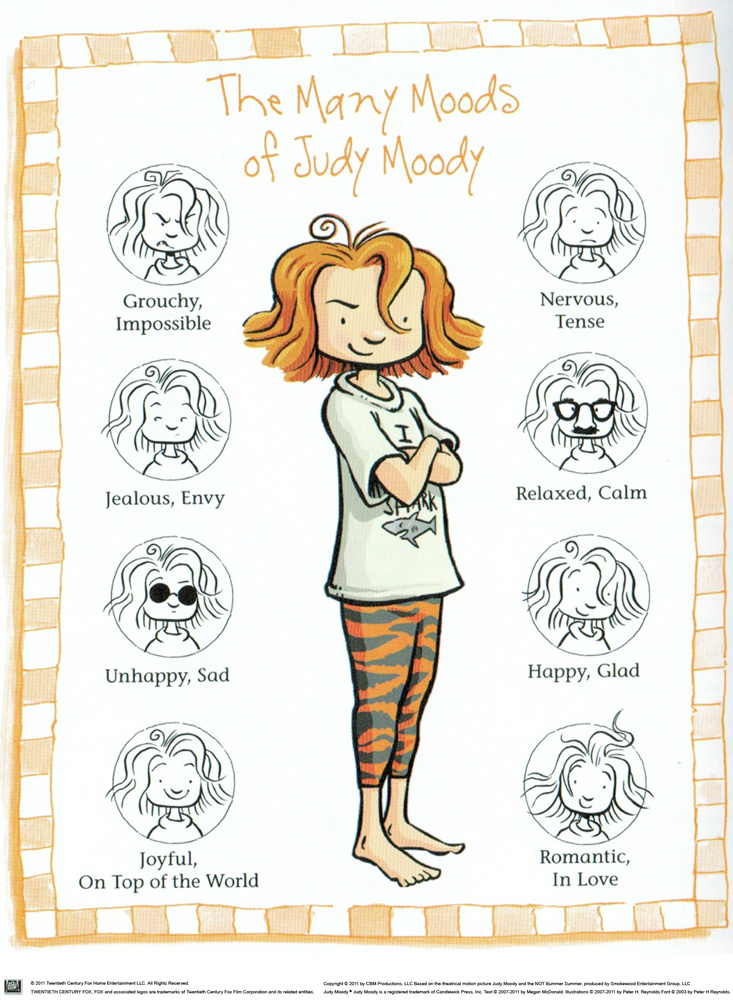 The Many Moods
of Judy Moody
Grouchy,
Impossible
Nervous,
Tense
Jealous, Envy
Relaxed, Calm
I
SHARK
Unhappy, Sad
Happy, Glad
Joyful,
On Top of the World
Romantic,
In Love
© 2011 Twentieth Century Fox Home Entertainment LLC. All Rights Reserved.
TWENTIETH CENTURY FOX, FOX and associated logos are trademarks of Twentieth Century Fox Film Corporation and its related entities.
Copyright © 2011 by CBM Productions, LLC Based on the theatrical motion picture Judy Moody and the NOT Bummer Summer, produced by Smokewood Entertainment Group, LLC
Judy Moody® Judy Moody is a registered trademark of Candlewick Press, Inc. Text © 2007-2011 by Megan McDonald. Illustrations © 2007-2011 by Peter H. Reynolds.Font © 2003 by Peter H Reynolds